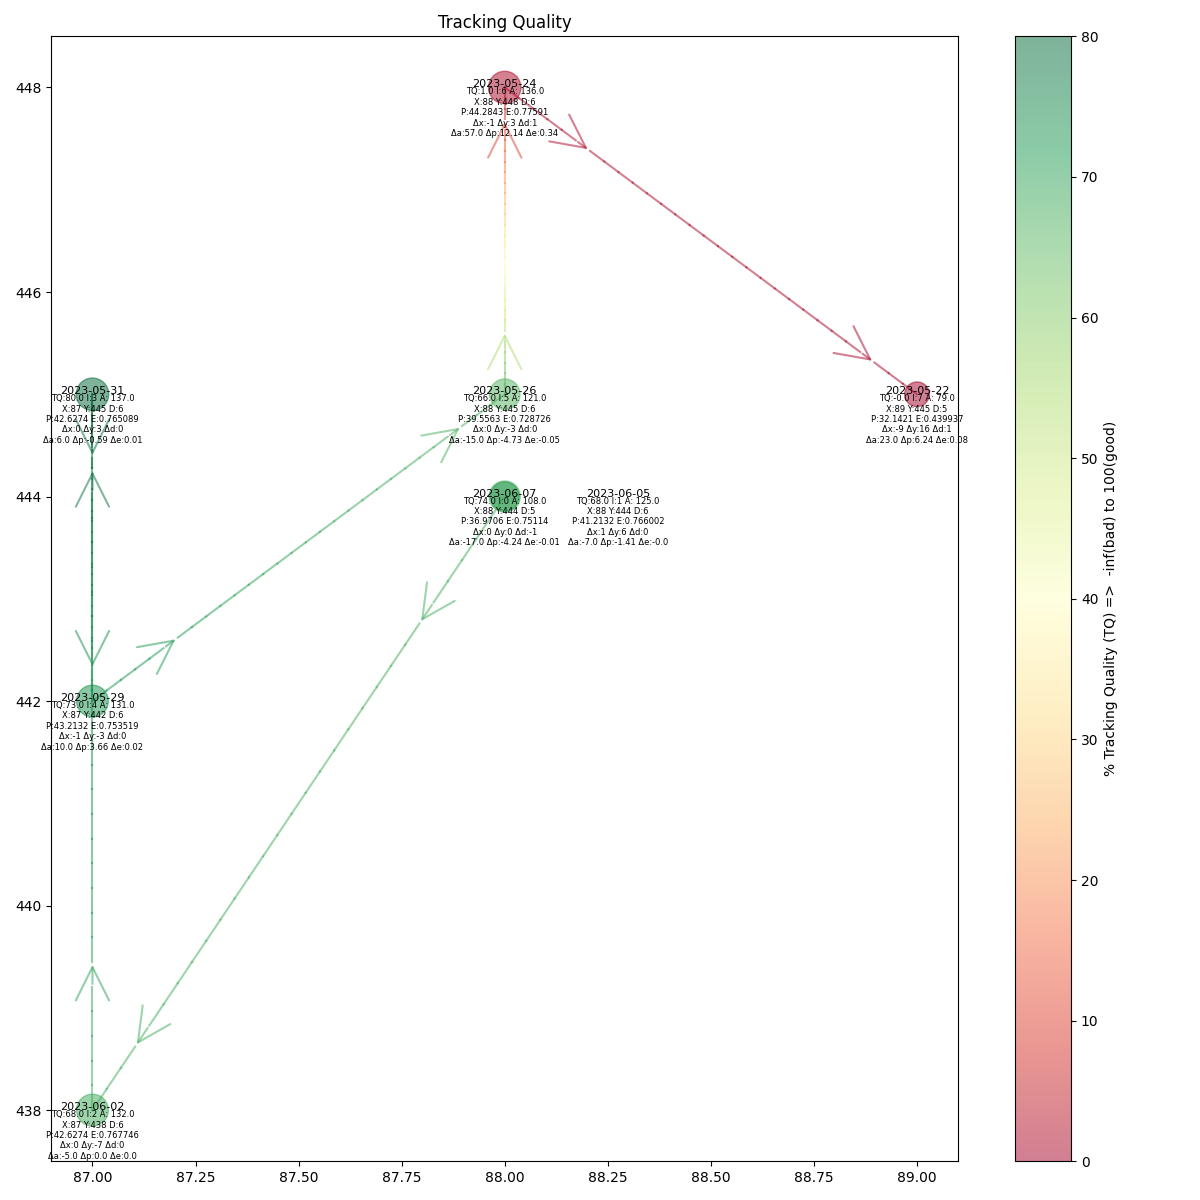 Tracking Quality
448
446
444
442
440
438
2023-05-24
TQ:1.0 I:6 A: 136.0
X:88 Y:448 D:6
P:44.2843 E:0.77591
Δx:-1 Δy:3 Δd:1
Δa:57.0 Δp:12.14 Δe:0.34
2023-05-31
TQ:80.0 I:3 A: 137.0
X:87 Y:445 D:6
P:42.6274 E:0.765089
Δx:0 Δy:3 Δd:0
Δa:6.0 Δp:-0.59 Δe:0.01
2023-05-26
TQ:66.0 I:5 A: 121.0
X:88 Y:445 D:6
P:39.5563 E:0.728726
Δx:0 Δy:-3 Δd:0
Δa:-15.0 Δp:-4.73 Δe:-0.05
2023-05-22
TQ:-0.0 I:7 A: 79.0
X:89 Y:445 D:5
P:32.1421 E:0.439937
Δx:-9 Δy:16 Δd:1
Δa:23.0 Δp:6.24 Δe:0.08
2023-06-07
TQ:74.0 I:0 A: 108.0
X:88 Y:444 D:5
P:36.9706 E:0.75114
Δx:0 Δy:0 Δd:-1
Δa:-17.0 Δp:-4.24 Δe:-0.01
2023-06-05
TQ:68.0 I:1 A: 125.0
X:88 Y:444 D:6
P:41.2132 E:0.766002
Δx:1 Δy:6 Δd:0
Δa:-7.0 Δp:-1.41 Δe:-0.0
2023-05-29
TQ:73.0 I:4 A: 131.0
X:87 Y:442 D:6
P:43.2132 E:0.753519
Δx:-1 Δy:-3 Δd:0
Δa:10.0 Δp:3.66 Δe:0.02
2023-06-02
TQ:68.0 I:2 A: 132.0
X:87 Y:438 D:6
P:42.6274 E:0.767746
Δx:0 Δy:-7 Δd:0
Δa:-5.0 Δp:0.0 Δe:0.0
87.00 87.25 87.50 87.75 88.00 88.25 88.50 88.75 89.00
80
70
60
50
40
30
20
10
0
% Tracking Quality (TQ) => -inf(bad) to 100(good)